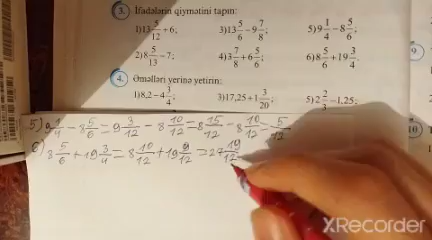 3. İfadələrin qiymətini tapın:
1) 13 5/12 + 6; 3) 13 5/6 - 9 7/8; 5) 9 1/4 - 8 5/6;
2) 8 5/13 - 7; 4) 3 7/8 + 6 5/6; 6) 8 5/6 + 19 3/4.
4. Əməlləri yerinə yetirin:
1) 8,2 - 4 3/4; 3) 17,25 + 1 3/20; 5) 2 2/3 - 1,25;
5) 9 1/4 - 8 5/6 = 9 3/12 - 8 10/12 = 8 15/12 - 8 10/12 = 5/12
6) 8 5/6 + 19 3/4 = 8 10/12 + 19 9/12 = 27 19/12
9
10
XRecorder